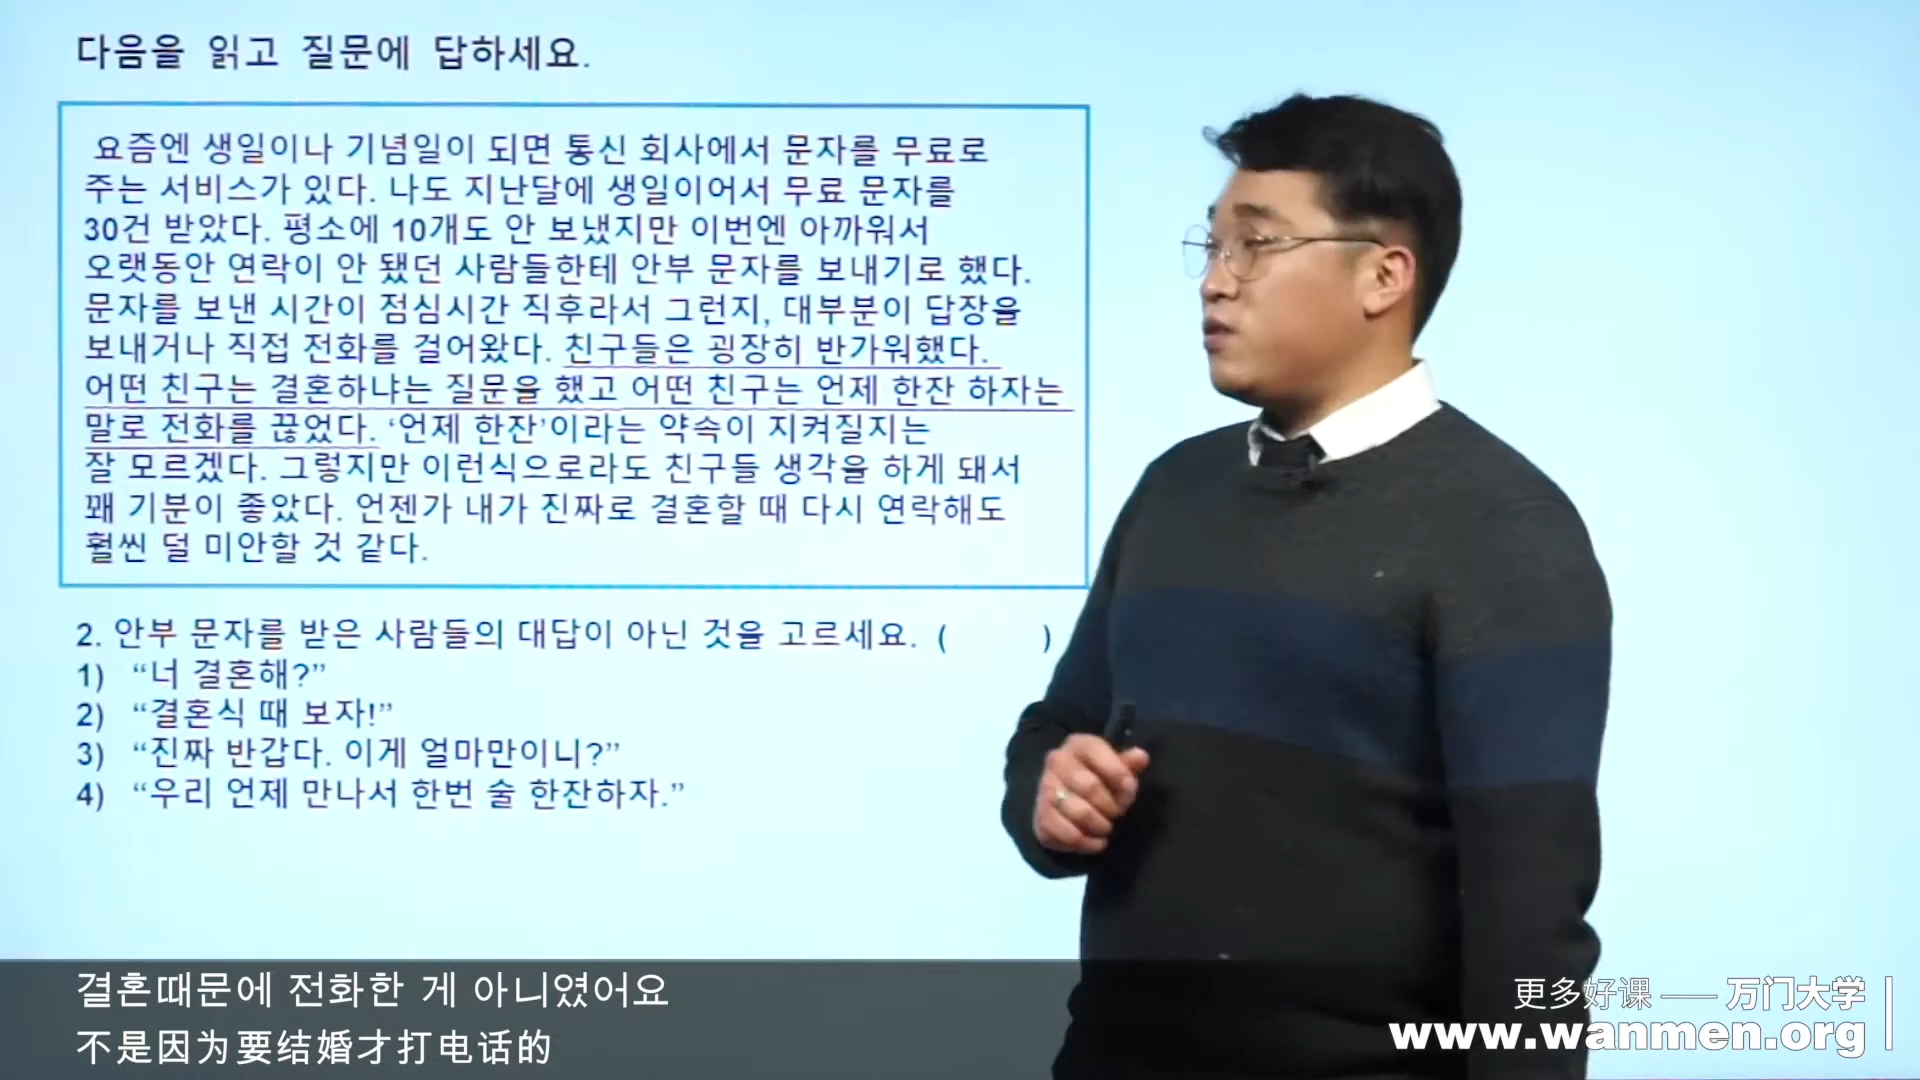 다음을 읽고 질문에 답하세요.
요즘엔 생일이나 기념일이 되면 통신 회사에서 문자를 무료로
주는 서비스가 있다. 나도 지난달에 생일이어서 무료 문자를
30건 받았다. 평소에 10개도 안 보냈지만 이번엔 아까워서
오랫동안 연락이 안 됐던 사람들한테 안부 문자를 보내기로 했다.
문자를 보낸 시간이 점심시간 직후라서 그런지, 대부분이 답장을
보내거나 직접 전화를 걸어왔다. 친구들은 굉장히 반가워했다.
어떤 친구는 결혼하냐는 질문을 했고 어떤 친구는 언제 한잔 하자는
말로 전화를 끊었다. ‘언제 한잔’이라는 약속이 지켜질지는
잘 모르겠다. 그렇지만 이런식으로라도 친구들 생각을 하게 돼서
꽤 기분이 좋았다. 언젠가 내가 진짜로 결혼할 때 다시 연락해도
훨씬 덜 미안할 것 같다.
2. 안부 문자를 받은 사람들의 대답이 아닌 것을 고르세요. (   )
1) “너 결혼해?”
2) “결혼식 때 보자!”
3) “진짜 반갑다. 이게 얼마만이니?”
4) “우리 언제 만나서 한번 술 한잔하자.”
결혼때문에 전화한 게 아니였어요
不是因为要结婚才打电话的
更多好课 —— 万门大学
www.wanmen.org